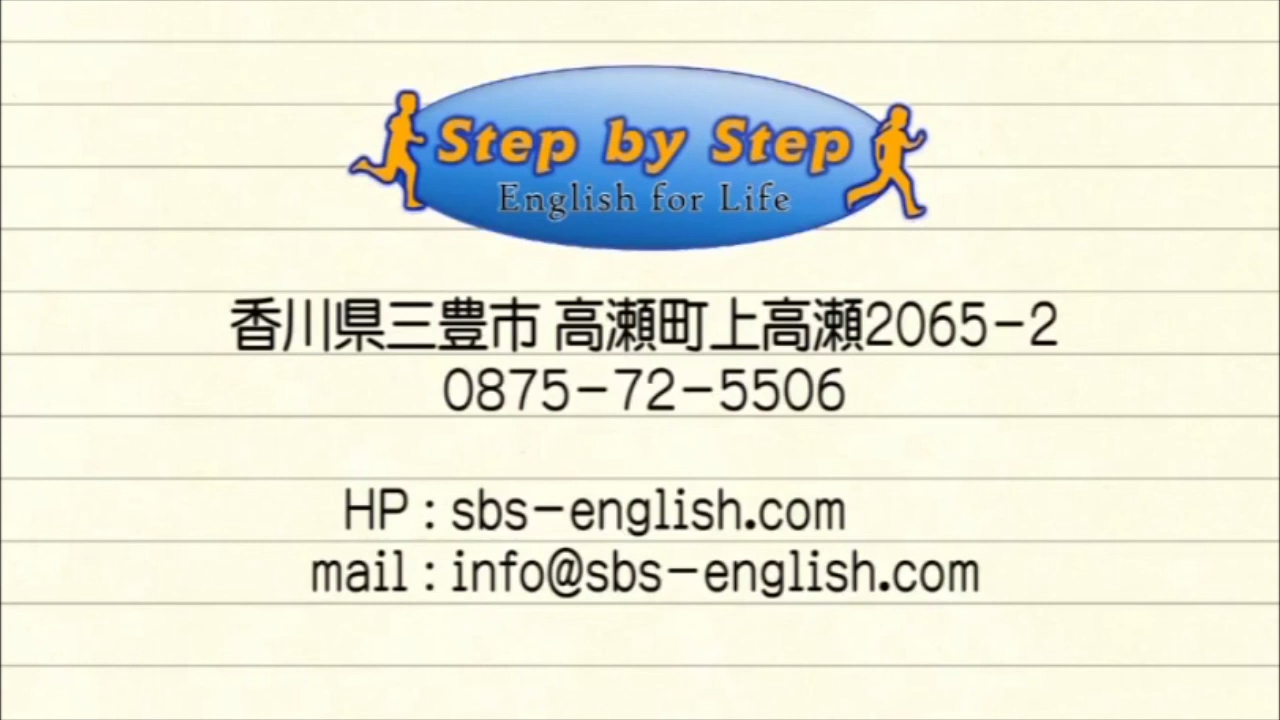 Step by Step
English for Life
香川県三豊市 高瀬町上高瀬2065-2
0875-72-5506
HP : sbs-english.com
mail : info@sbs-english.com